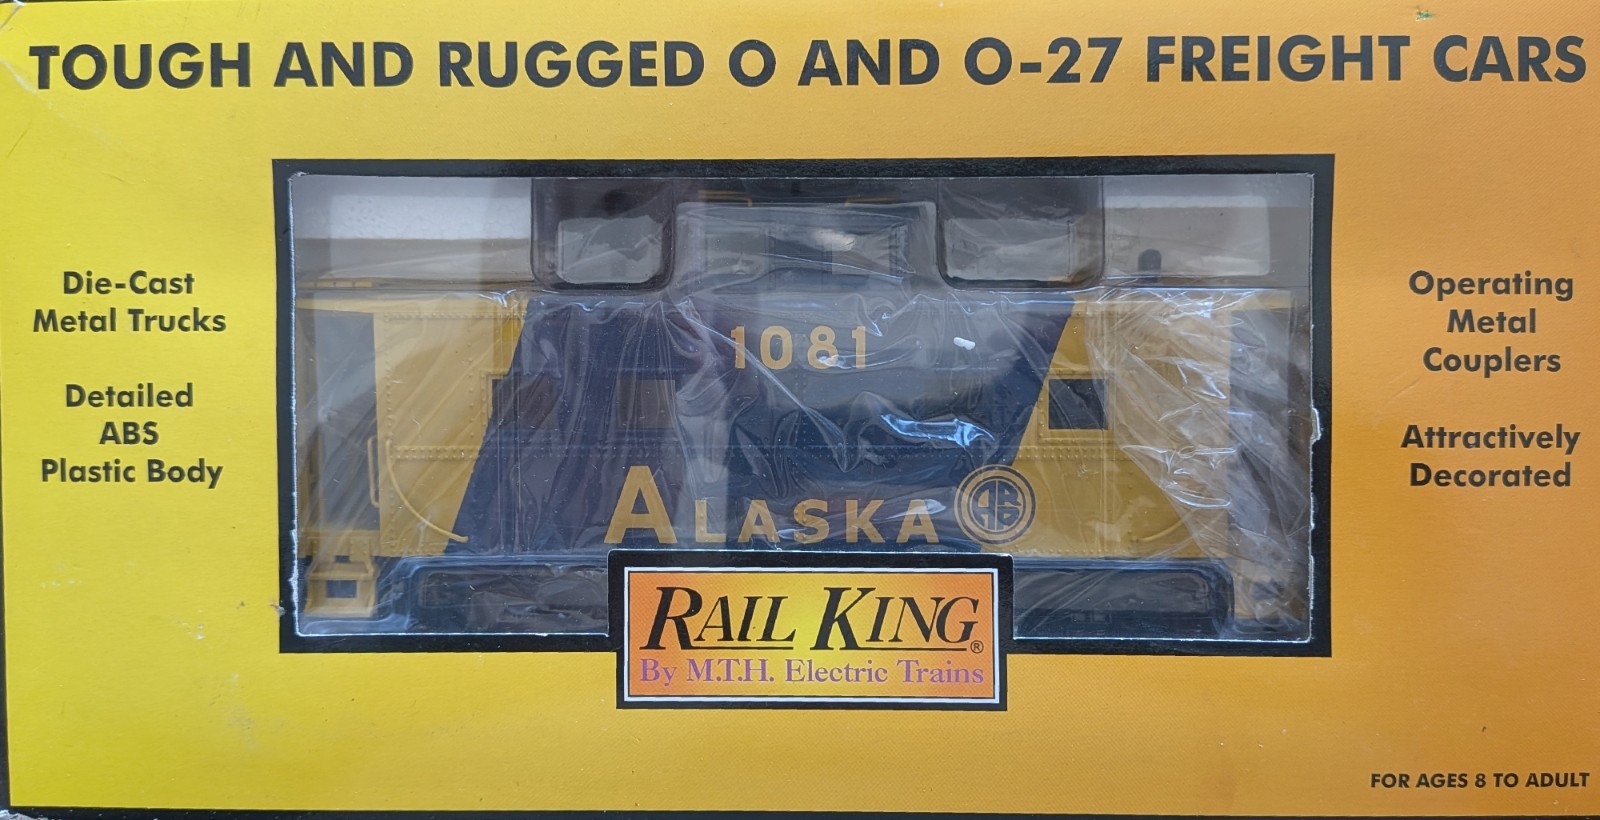 TOUGH AND RUGGED O AND O-27 FREIGHT CARS
Die-Cast
Metal Trucks
Detailed
ABS
Plastic Body
1081
ALASKA
ARR
Operating
Metal
Couplers
Attractively
Decorated
RAIL KING®
By M.T.H. Electric Trains
FOR AGES 8 TO ADULT